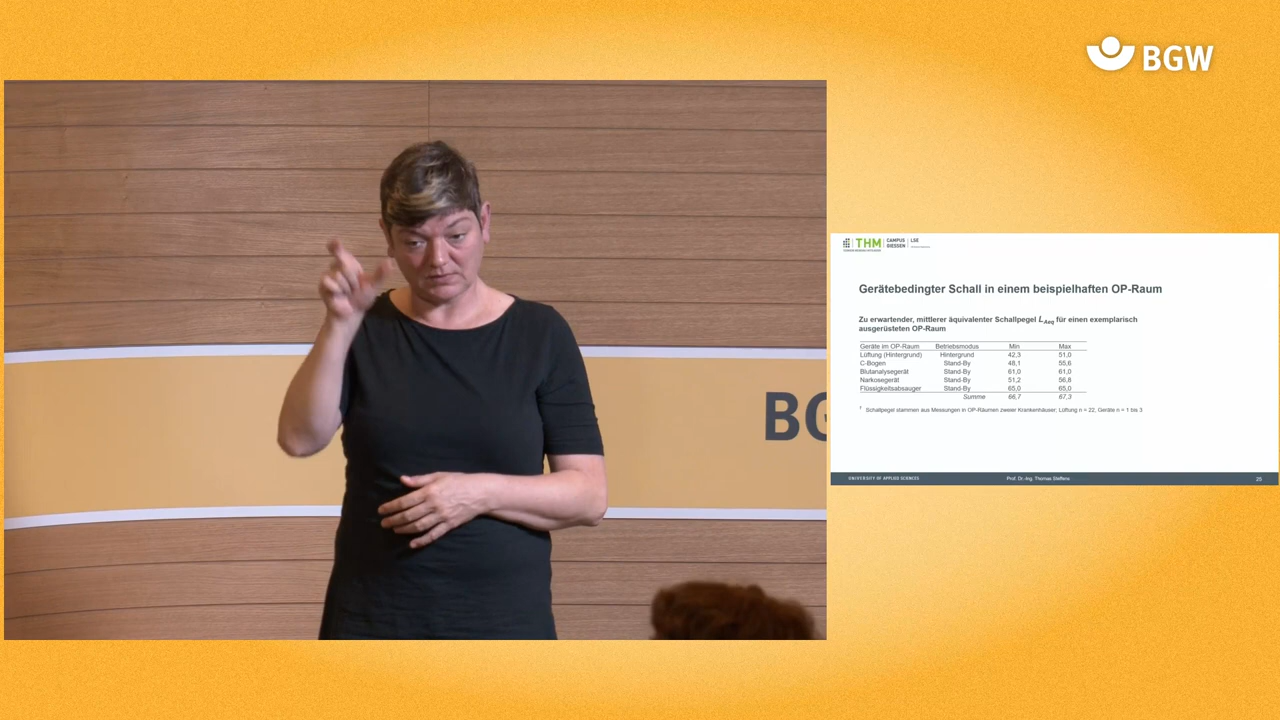 BGW
BG
THM CAMPUS GIESSEN LSE
Gerätebedingter Schall in einem beispielhaften OP-Raum
Zu erwartender, mittlerer äquivalenter Schallpegel L Aeq für einen exemplarisch
ausgerüsteten OP-Raum
Geräte im OP-Raum Betriebsmodus Min Max
Lüftung (Hintergrund) Hintergrund 42,3 51,0
C-Bogen Stand-By 48,1 55,6
Blutanalysegerät Stand-By 61,0 61,0
Narkosegerät Stand-By 51,2 56,8
Flüssigkeitsabsauger Stand-By 65,0 65,0
Summe 66,7 67,3
† Schallpegel stammen aus Messungen in OP-Räumen zweier Krankenhäuser, Lüftung n = 22, Geräte n = 1 bis 3
UNIVERSITY OF APPLIED SCIENCES Prof. Dr.-Ing. Thomas Steffens 20